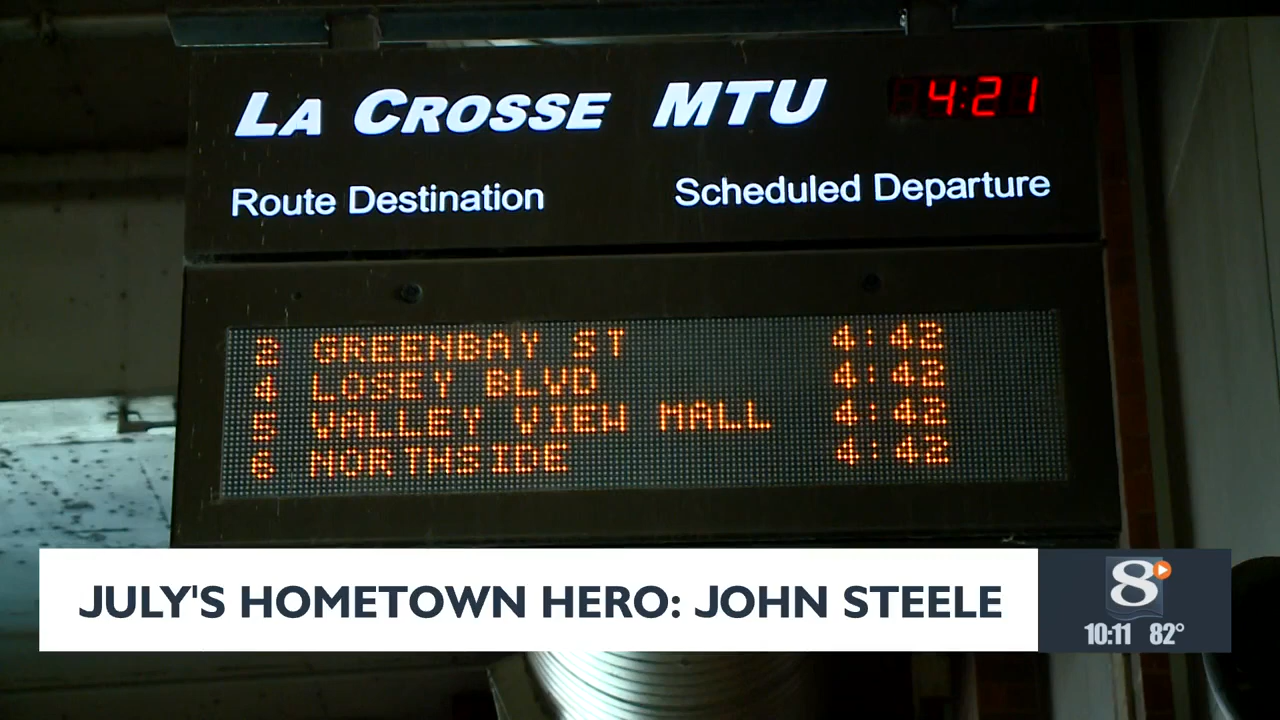 LA CROSSE MTU 4:21
Route Destination Scheduled Departure
2 GREENBAY ST 4:42
4 LOSEY BLVD 4:42
5 VALLEY VIEW MALL 4:42
6 NORTHSIDE 4:42
JULY'S HOMETOWN HERO: JOHN STEELE
8
10:11 82°